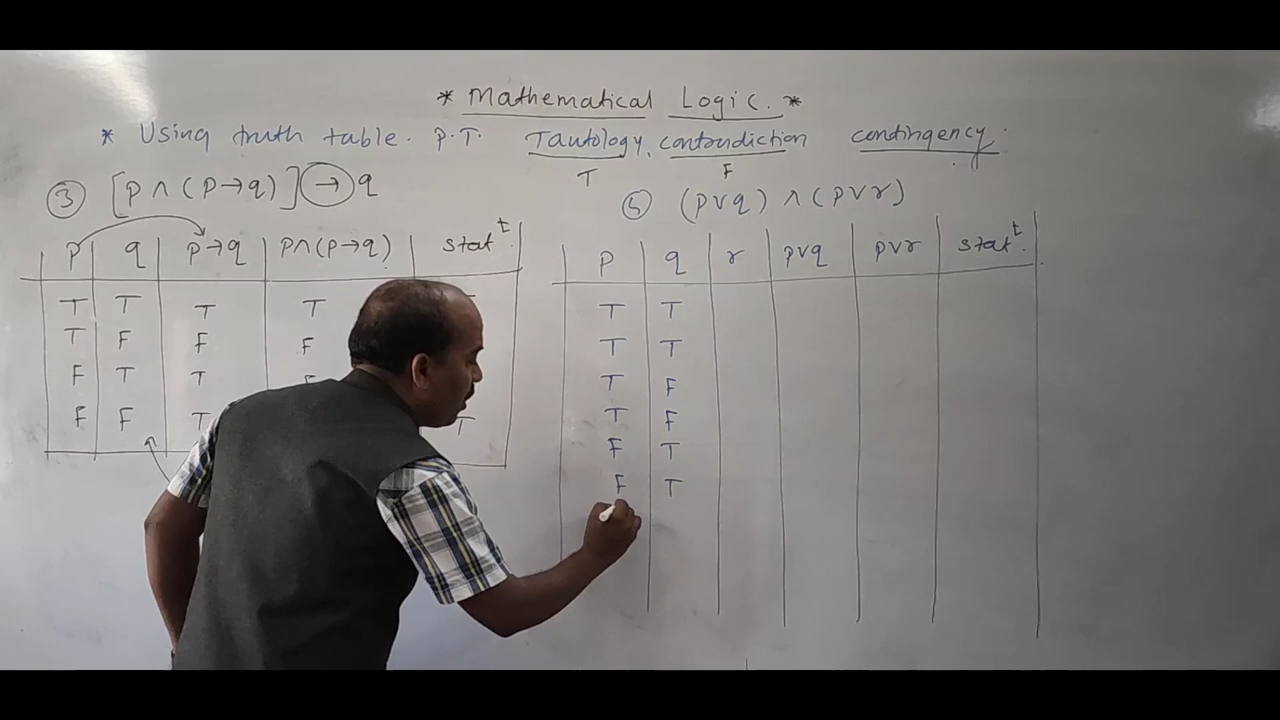 * Mathematical Logic. *
* Using truth table. P.T. Tautology, contradiction contingency.
T F
③ [p ∧ (p→q)] → q
p q p→q p∧(p→q) stat t.
T T T T
T F F F
F T T F
F F T T
⑤ (p∨q) ∧ (p∨r)
p q r p∨q p∨r stat t.
T T
T T
T F
T F
F T
F T